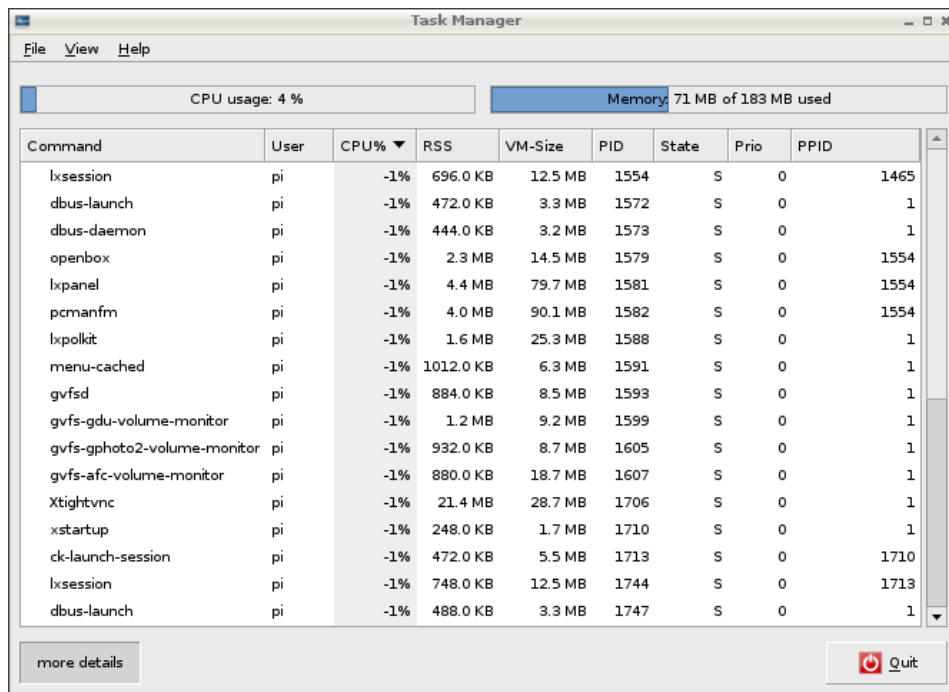 Task Manager
File View Help
CPU usage: 4 % Memory: 71 MB of 183 MB used
Command User CPU% RSS VM-Size PID State Prio PPID
lxsession pi -1% 696.0 KB 12.5 MB 1554 S 0 1465
dbus-launch pi -1% 472.0 KB 3.3 MB 1572 S 0 1
dbus-daemon pi -1% 444.0 KB 3.2 MB 1573 S 0 1
openbox pi -1% 2.3 MB 14.5 MB 1579 S 0 1554
lxpanel pi -1% 4.4 MB 79.7 MB 1581 S 0 1554
pcmanfm pi -1% 4.0 MB 90.1 MB 1582 S 0 1554
lxpolkit pi -1% 1.6 MB 25.3 MB 1588 S 0 1
menu-cached pi -1% 1012.0 KB 6.3 MB 1591 S 0 1
gvfsd pi -1% 884.0 KB 8.5 MB 1593 S 0 1
gvfs-gdu-volume-monitor pi -1% 1.2 MB 9.2 MB 1599 S 0 1
gvfs-gphoto2-volume-monitor pi -1% 932.0 KB 8.7 MB 1605 S 0 1
gvfs-afc-volume-monitor pi -1% 880.0 KB 18.7 MB 1607 S 0 1
Xtightvnc pi -1% 21.4 MB 28.7 MB 1706 S 0 1
xstartup pi -1% 248.0 KB 1.7 MB 1710 S 0 1
ck-launch-session pi -1% 472.0 KB 5.5 MB 1713 S 0 1710
lxsession pi -1% 748.0 KB 12.5 MB 1744 S 0 1713
dbus-launch pi -1% 488.0 KB 3.3 MB 1747 S 0 1
more details Quit